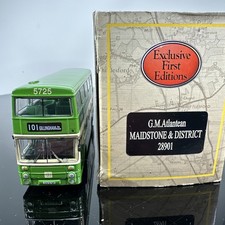 5725
101
Exclusive
First
Editions
G.M.Atlantean
MAIDSTONE & DISTRICT
28901